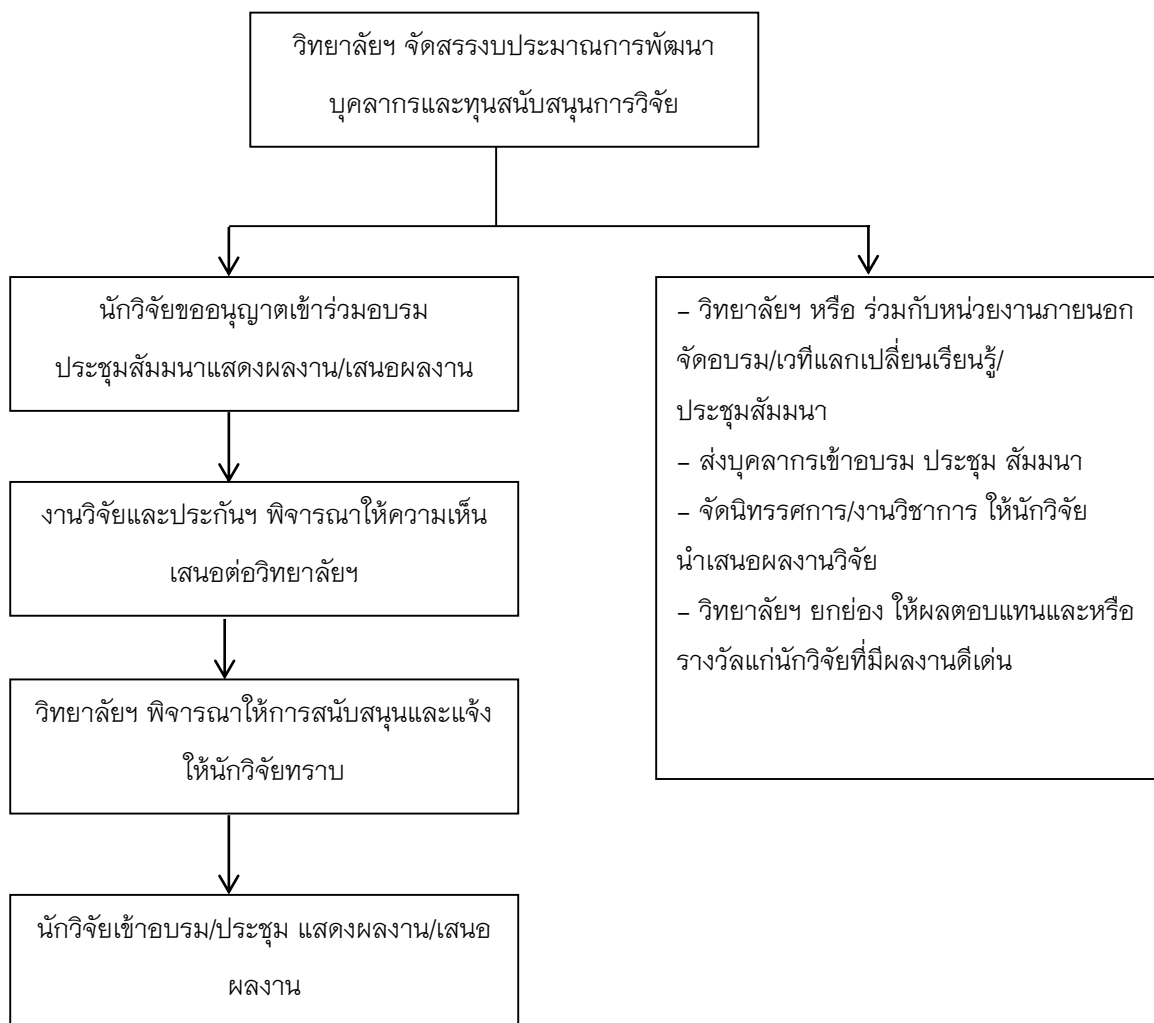 วิทยาลัยฯ จัดสรรงบประมาณการพัฒนา
บุคลากรและทุนสนับสนุนการวิจัย
นักวิจัยขออนุญาตเข้าร่วมอบรม
ประชุมสัมมนาแสดงผลงาน/เสนอผลงาน
งานวิจัยและประกันฯ พิจารณาให้ความเห็น
เสนอต่อวิทยาลัยฯ
วิทยาลัยฯ พิจารณาให้การสนับสนุนและแจ้ง
ให้นักวิจัยทราบ
นักวิจัยเข้าอบรม/ประชุม แสดงผลงาน/เสนอ
ผลงาน
– วิทยาลัยฯ หรือ ร่วมกับหน่วยงานภายนอก
จัดอบรม/เวทีแลกเปลี่ยนเรียนรู้/
ประชุมสัมมนา
– ส่งบุคลากรเข้าอบรม ประชุม สัมมนา
– จัดนิทรรศการ/งานวิชาการ ให้นักวิจัย
นำเสนอผลงานวิจัย
– วิทยาลัยฯ ยกย่อง ให้ผลตอบแทนและหรือ
รางวัลแก่นักวิจัยที่มีผลงานดีเด่น